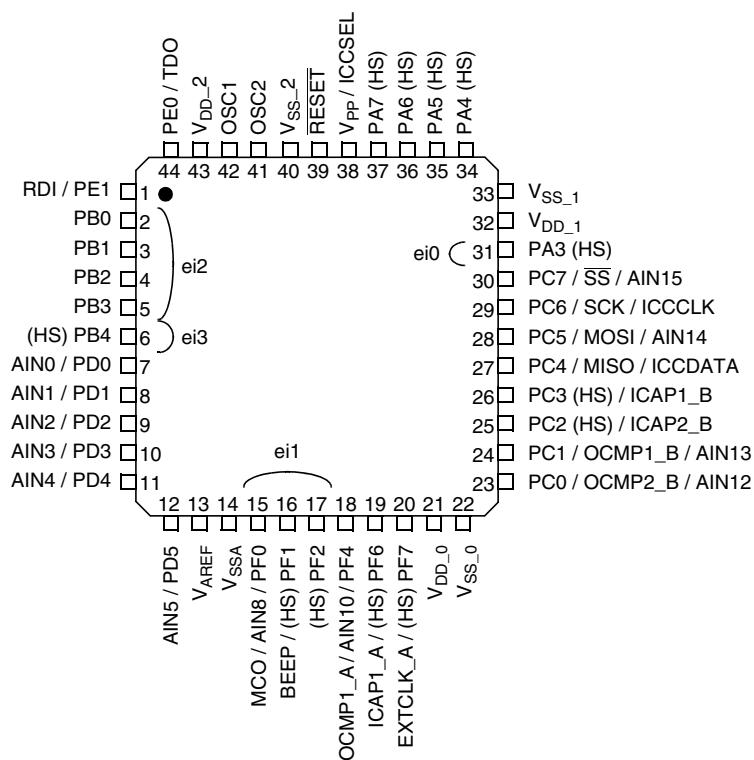 PE0 / TDO
VDD_2
OSC1
OSC2
VSS_2
RESET
VPP / ICCSEL
PA7 (HS)
PA6 (HS)
PA5 (HS)
PA4 (HS)
44 43 42 41 40 39 38 37 36 35 34
RDI / PE1 1
PB0 2
PB1 3
PB2 4
PB3 5
(HS) PB4 6
AIN0 / PD0 7
AIN1 / PD1 8
AIN2 / PD2 9
AIN3 / PD3 10
AIN4 / PD4 11
ei2
ei3
ei0
ei1
33 VSS_1
32 VDD_1
31 PA3 (HS)
30 PC7 / SS / AIN15
29 PC6 / SCK / ICCCLK
28 PC5 / MOSI / AIN14
27 PC4 / MISO / ICCDATA
26 PC3 (HS) / ICAP1_B
25 PC2 (HS) / ICAP2_B
24 PC1 / OCMP1_B / AIN13
23 PC0 / OCMP2_B / AIN12
12 13 14 15 16 17 18 19 20 21 22
AIN5 / PD5
VAREF
VSSA
MCO / AIN8 / PF0
BEEP / (HS) PF1
(HS) PF2
OCMP1_A / AIN10 / PF4
ICAP1_A / (HS) PF6
EXTCLK_A / (HS) PF7
VDD_0
VSS_0